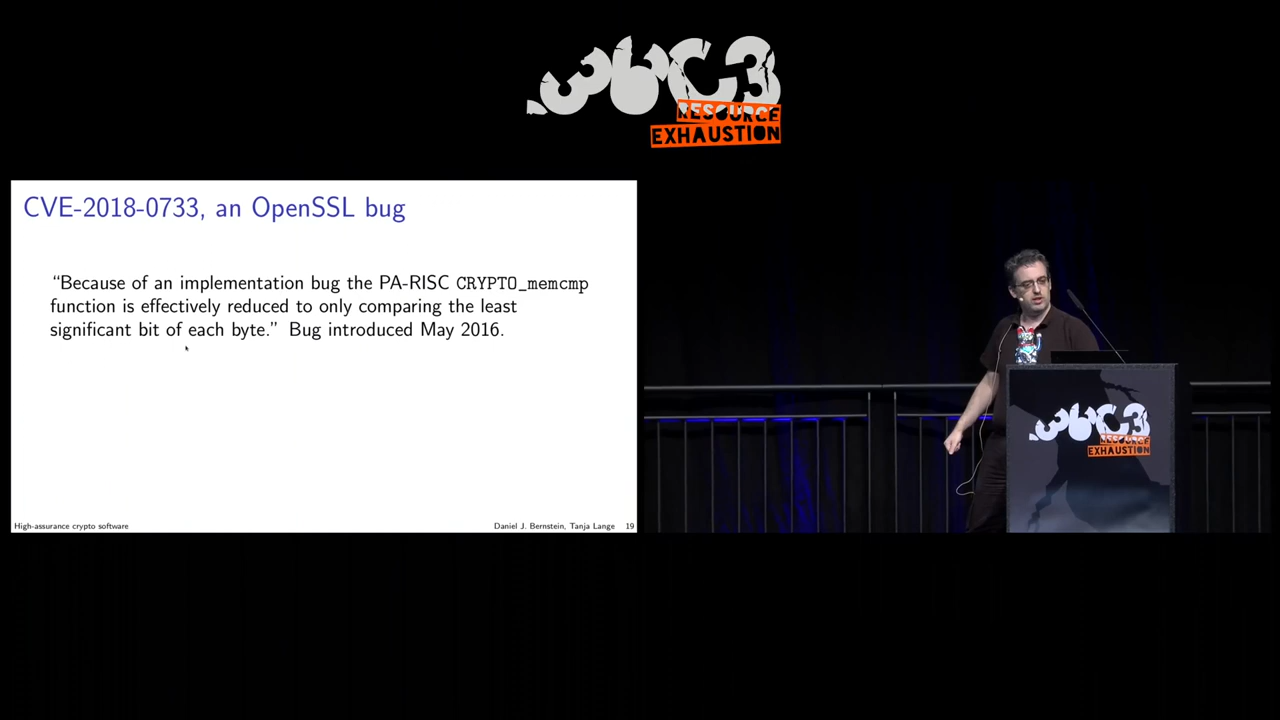 36C3
RESOURCE
EXHAUSTION
CVE-2018-0733, an OpenSSL bug
“Because of an implementation bug the PA-RISC CRYPTO_memcmp
function is effectively reduced to only comparing the least
significant bit of each byte.” Bug introduced May 2016.
High-assurance crypto software
Daniel J. Bernstein, Tanja Lange 19
36C3
RESOURCE
EXHAUSTION